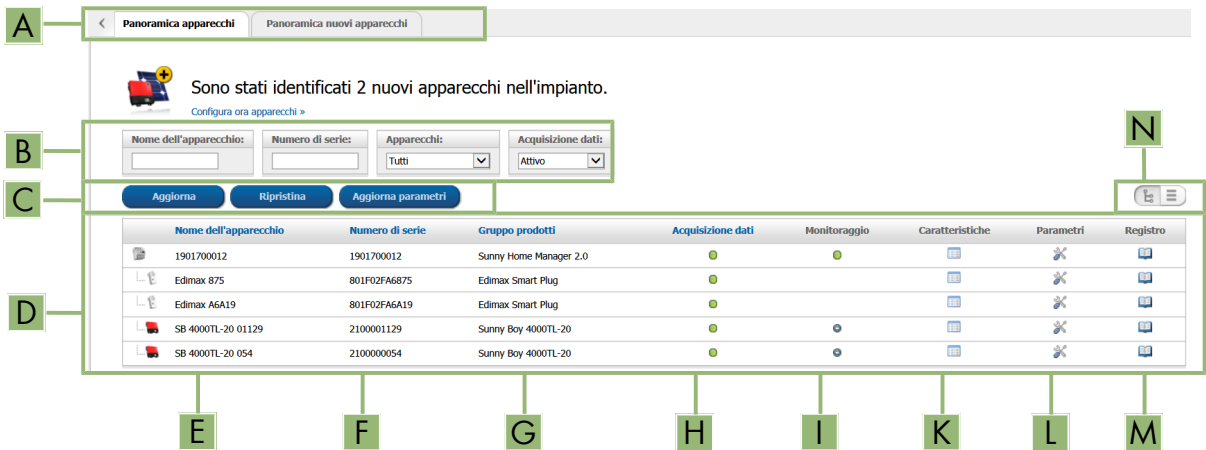 A
Panoramica apparecchi
Panoramica nuovi apparecchi
Sono stati identificati 2 nuovi apparecchi nell'impianto.
Configura ora apparecchi »
B
Nome dell'apparecchio:
Numero di serie:
Apparecchi:
Acquisizione dati:
Tutti
Attivo
N
C
Aggiorna
Ripristina
Aggiorna parametri
D
Nome dell'apparecchio Numero di serie Gruppo prodotti Acquisizione dati Monitoraggio Caratteristiche Parametri Registro
1901700012 1901700012 Sunny Home Manager 2.0
Edimax 875 801F02FA6875 Edimax Smart Plug
Edimax A6A19 801F02FA6A19 Edimax Smart Plug
SB 4000TL-20 01129 2100001129 Sunny Boy 4000TL-20
SB 4000TL-20 054 2100000054 Sunny Boy 4000TL-20
E F G H I K L M